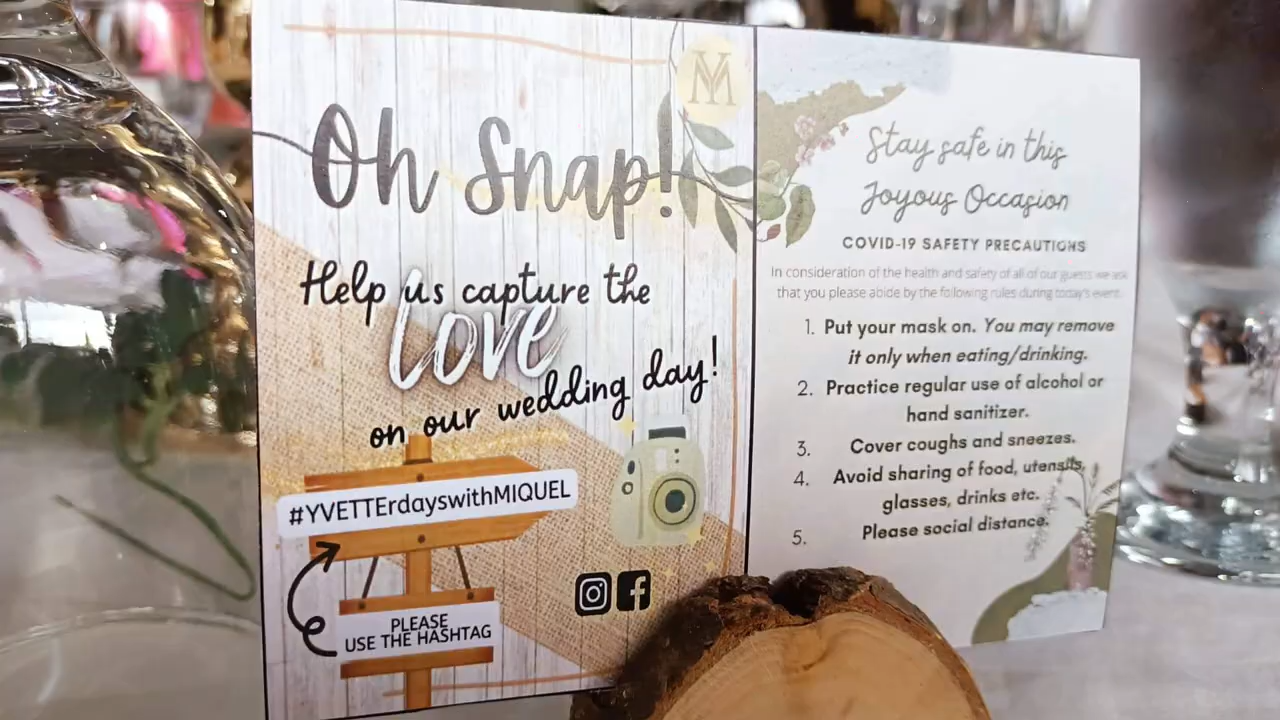 YM
Oh Snap!
Help us capture the
love
on our wedding day!
#YVETTErdayswithMIQUEL
PLEASE
USE THE HASHTAG
Stay safe in this
Joyous Occasion
COVID-19 SAFETY PRECAUTIONS
In consideration of the health and safety of all of our guests we ask
that you please abide by the following rules during today's event.
1. Put your mask on. You may remove
it only when eating/drinking.
2. Practice regular use of alcohol or
hand sanitizer.
3. Cover coughs and sneezes.
4. Avoid sharing of food, utensils,
glasses, drinks etc.
5. Please social distance.